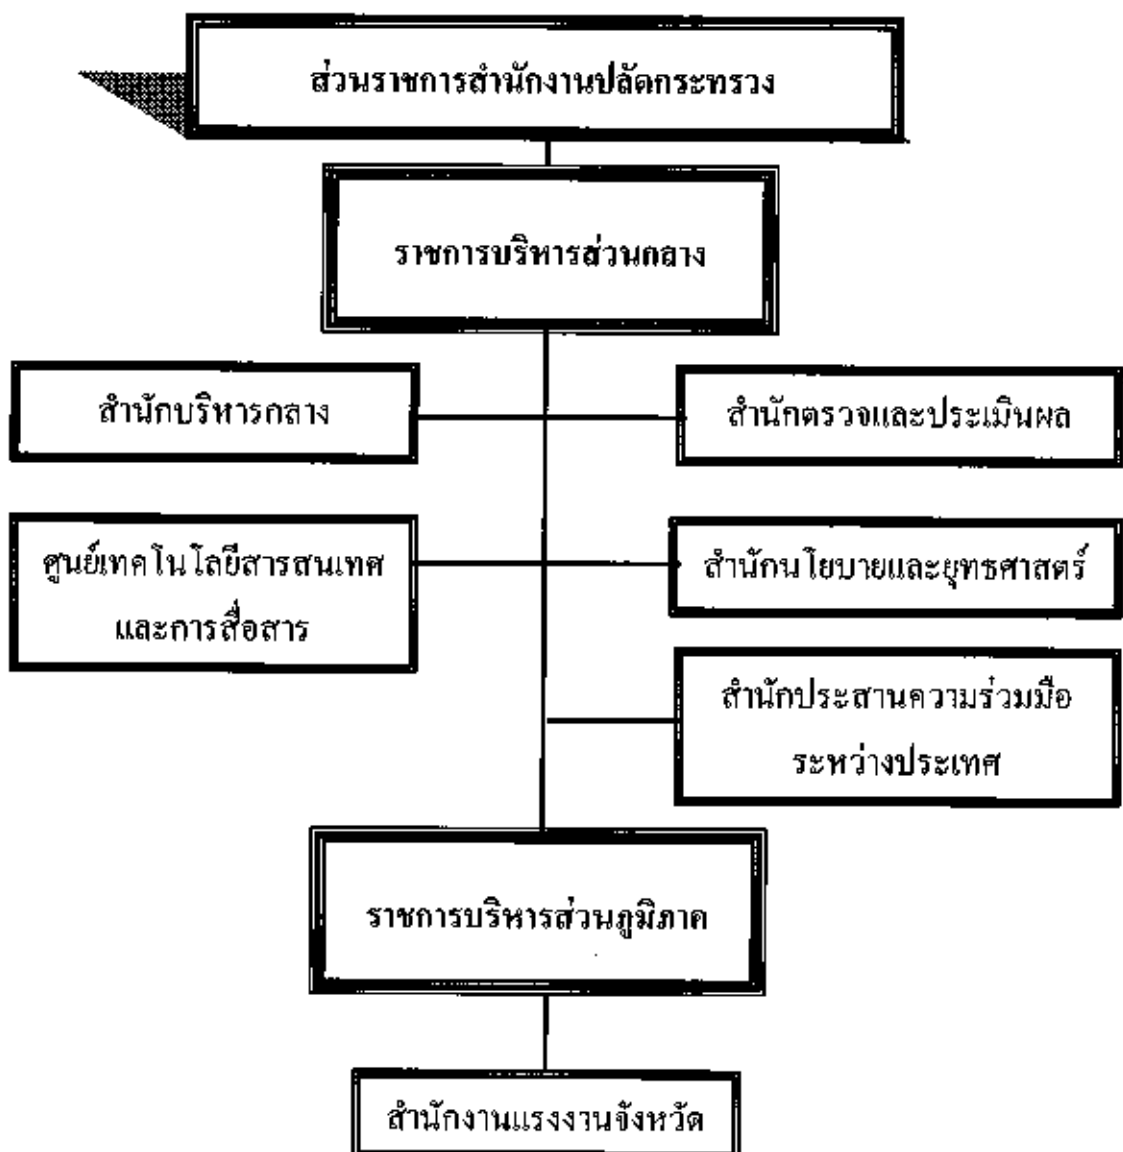 ส่วนราชการสำนักงานปลัดกระทรวง
ราชการบริหารส่วนกลาง
สำนักบริหารกลาง
สำนักตรวจและประเมินผล
ศูนย์เทคโนโลยีสารสนเทศ
และการสื่อสาร
สำนักนโยบายและยุทธศาสตร์
สำนักประสานความร่วมมือ
ระหว่างประเทศ
ราชการบริหารส่วนภูมิภาค
สำนักงานแรงงานจังหวัด